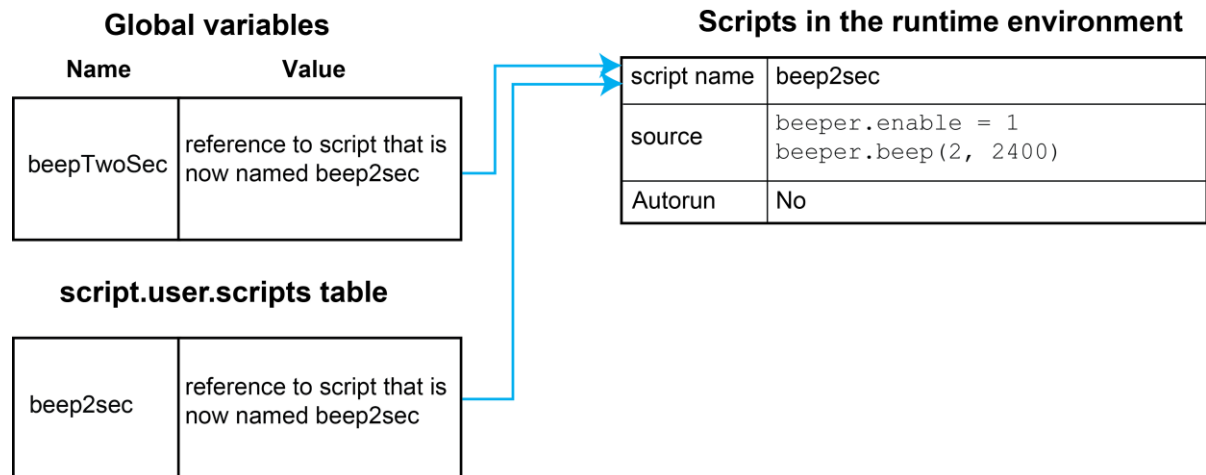 Global variables
Name Value
beepTwoSec
reference to script that is
now named beep2sec
script.user.scripts table
beep2sec
reference to script that is
now named beep2sec
Scripts in the runtime environment
script name beep2sec
source
beeper.enable = 1
beeper.beep(2, 2400)
Autorun No